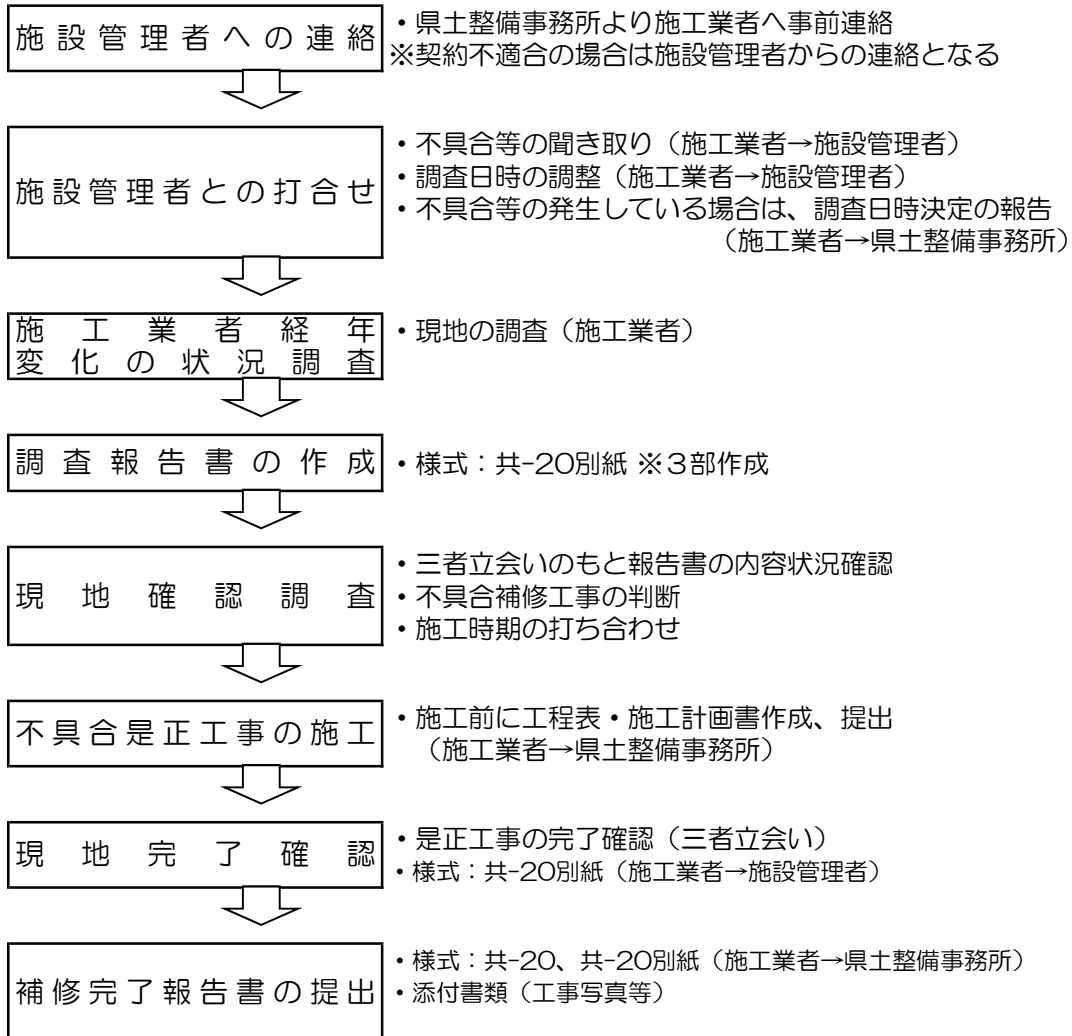 施設管理者への連絡
・県土整備事務所より施工業者へ事前連絡
※契約不適合の場合は施設管理者からの連絡となる
施設管理者との打合せ
・不具合等の聞き取り（施工業者→施設管理者）
・調査日時の調整（施工業者→施設管理者）
・不具合等の発生している場合は、調査日時決定の報告
（施工業者→県土整備事務所）
施工業者経年
変化の状況調査
・現地の調査（施工業者）
調査報告書の作成
・様式：共-20別紙 ※３部作成
現地確認調査
・三者立会いのもと報告書の内容状況確認
・不具合補修工事の判断
・施工時期の打ち合わせ
不具合是正工事の施工
・施工前に工程表・施工計画書作成、提出
（施工業者→県土整備事務所）
現地完了確認
・是正工事の完了確認（三者立会い）
・様式：共-20別紙（施工業者→施設管理者）
補修完了報告書の提出
・様式：共-20、共-20別紙（施工業者→県土整備事務所）
・添付書類（工事写真等）